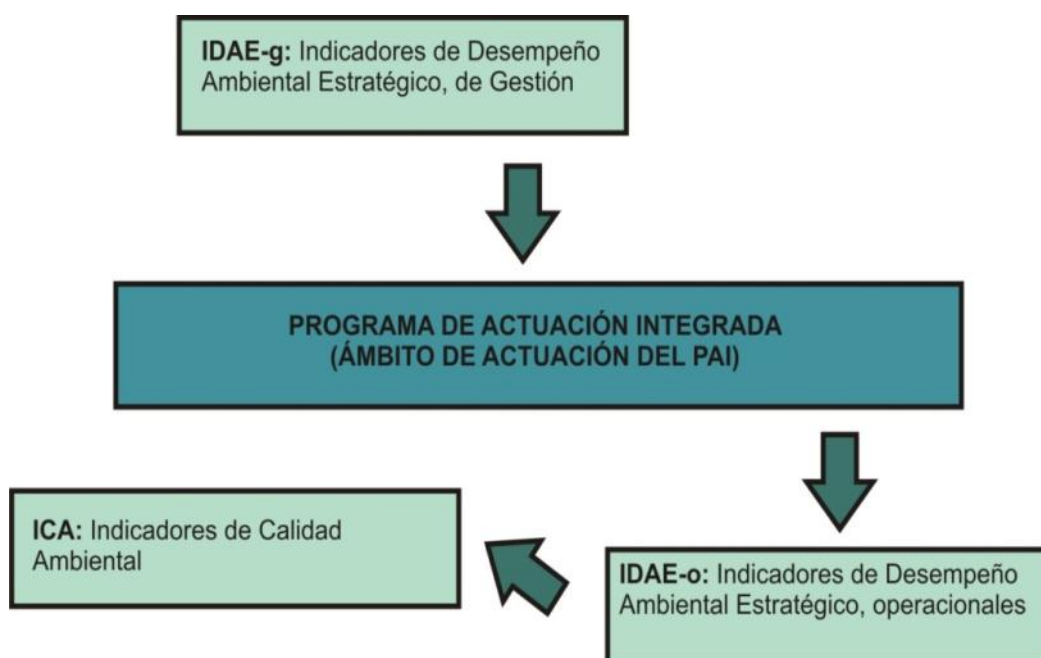 IDAE-g: Indicadores de Desempeño
Ambiental Estratégico, de Gestión
PROGRAMA DE ACTUACIÓN INTEGRADA
(ÁMBITO DE ACTUACIÓN DEL PAI)
ICA: Indicadores de Calidad
Ambiental
IDAE-o: Indicadores de Desempeño
Ambiental Estratégico, operacionales